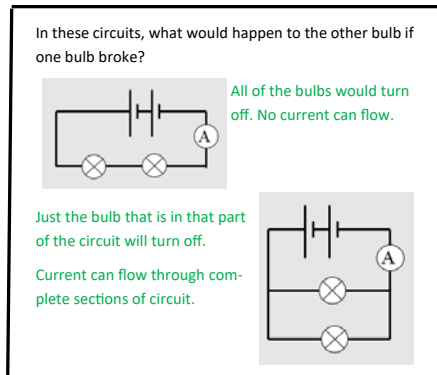 In these circuits, what would happen to the other bulb if
one bulb broke?
All of the bulbs would turn
off. No current can flow.
A
Just the bulb that is in that part
of the circuit will turn off.
Current can flow through com-
plete sections of circuit.
A